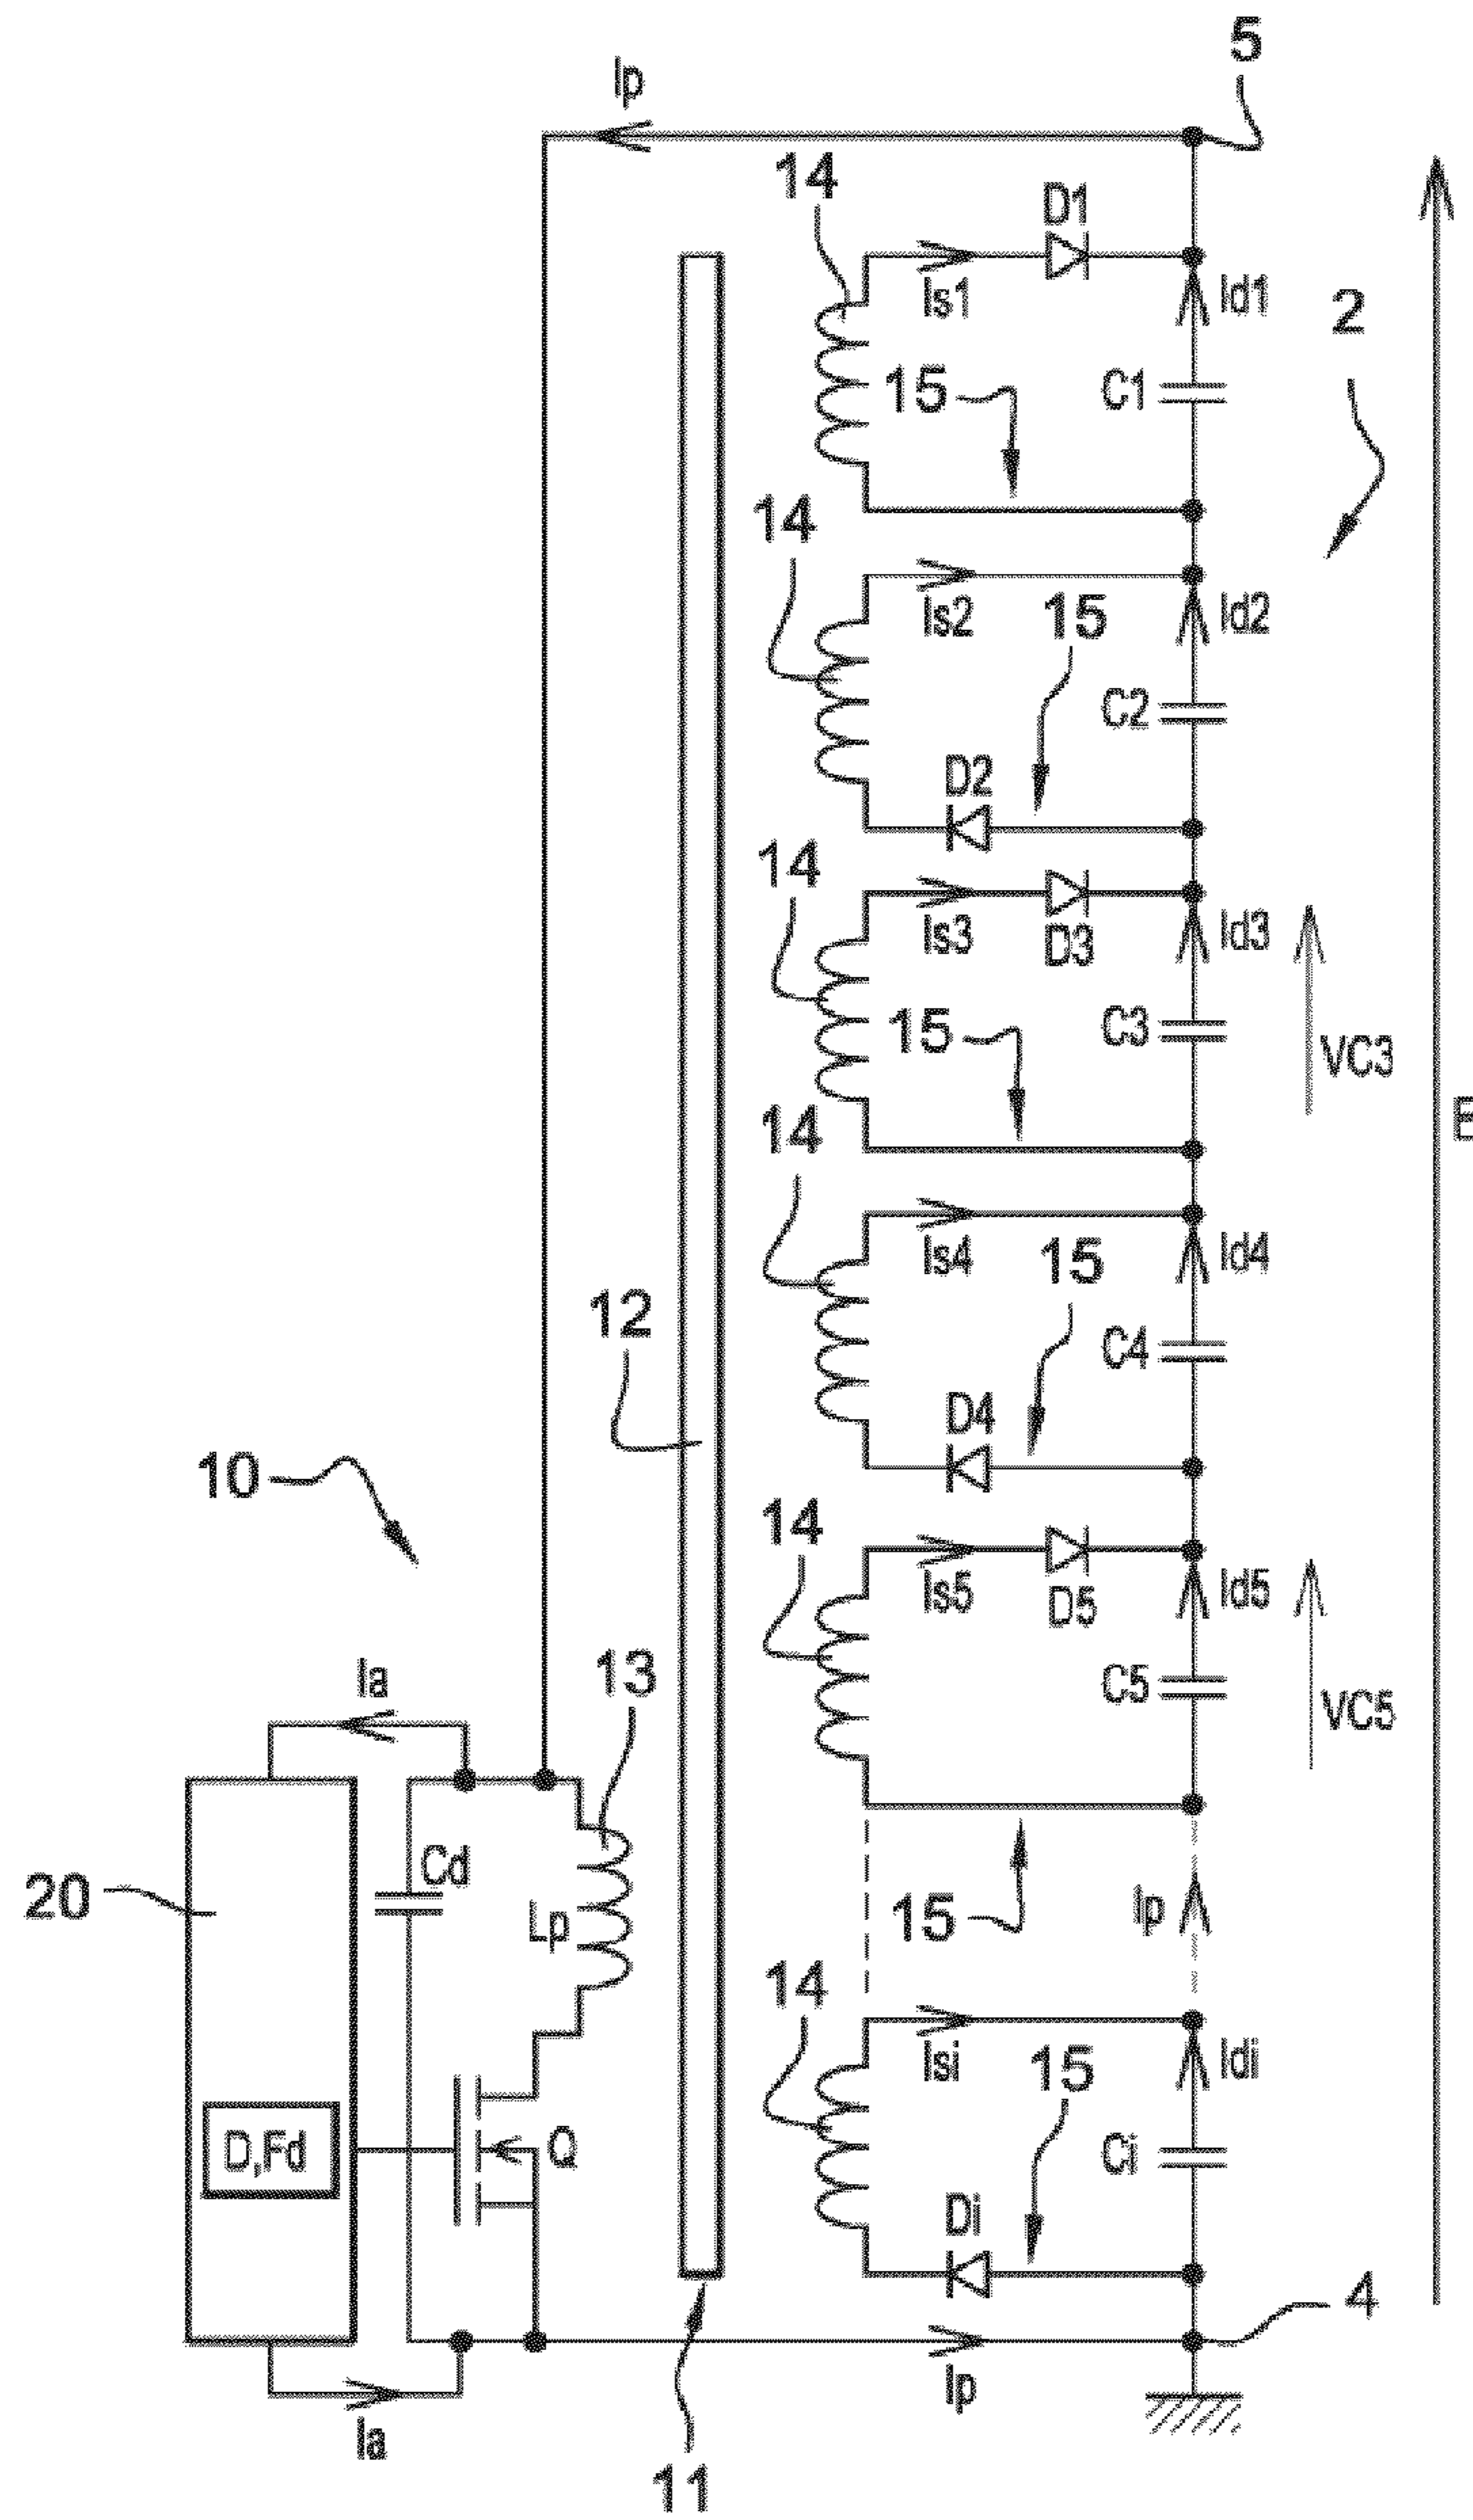 5
Ip
14
D1
Is1
Id1
2
15
C1
14
Is2
15
Id2
C2
D2
14
Is3
D3
Id3
15
C3
VC3
14
E
Is4
15
Id4
12
C4
D4
10
14
Is5
D5
Id5
13
Ia
C5
VC5
Cd
20
Lp
15
Ip
14
Isi
15
Idi
D,Fd
Q
Ci
Di
4
Ip
Ia
11